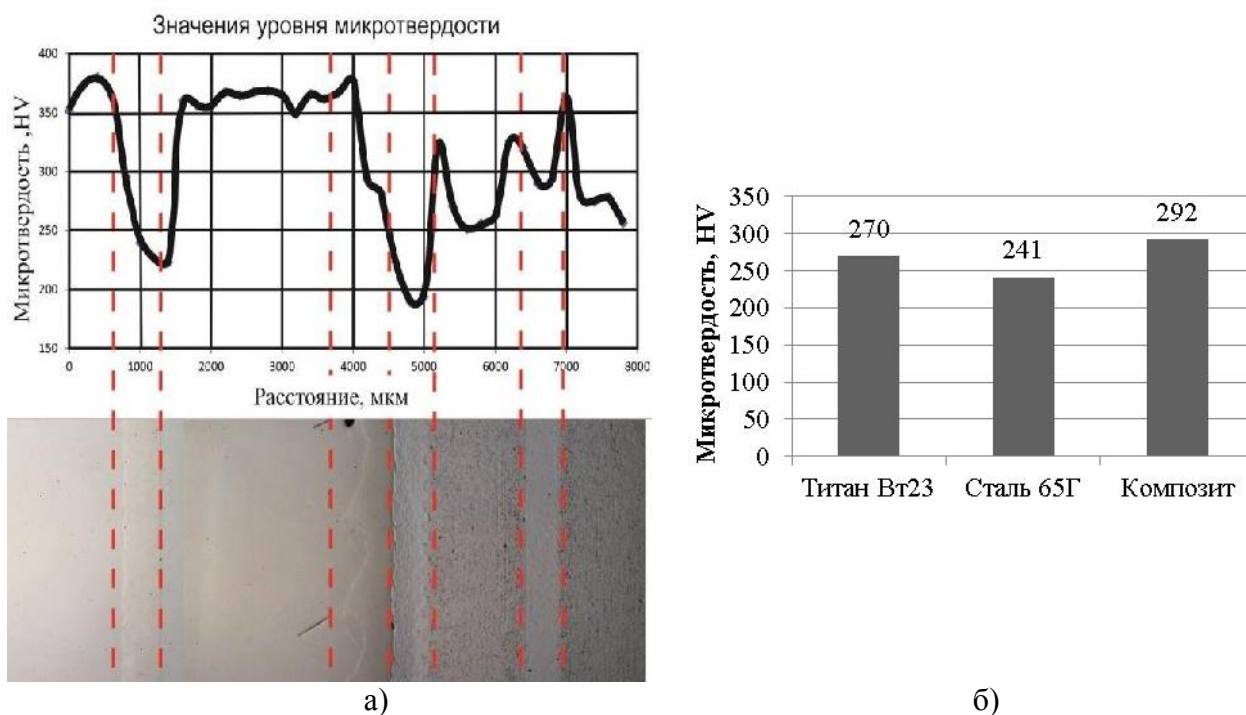 Значения уровня микротвердости
Микротвердость ,HV
400
350
300
250
200
150
0 1000 2000 3000 4000 5000 6000 7000 8000
Расстояние, мкм
а)
Микротвердость, HV
350
300
250
200
150
100
50
0
270
241
292
Титан Вт23 Сталь 65Г Композит
б)